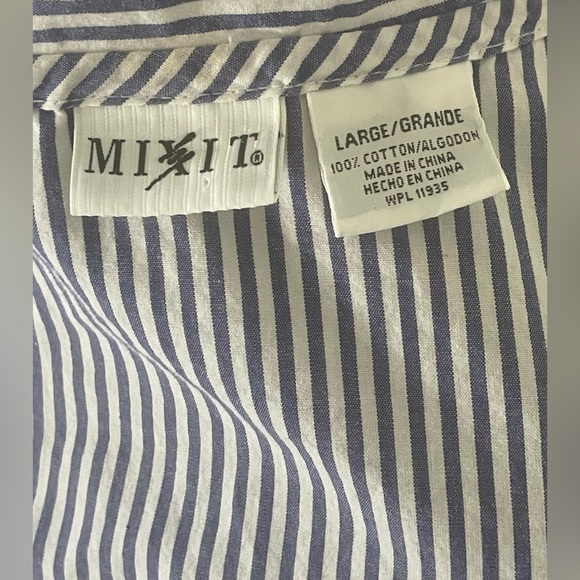 MIXIT®
LARGE/GRANDE
100% COTTON/ALGODON
MADE IN CHINA
HECHO EN CHINA
WPL 11935